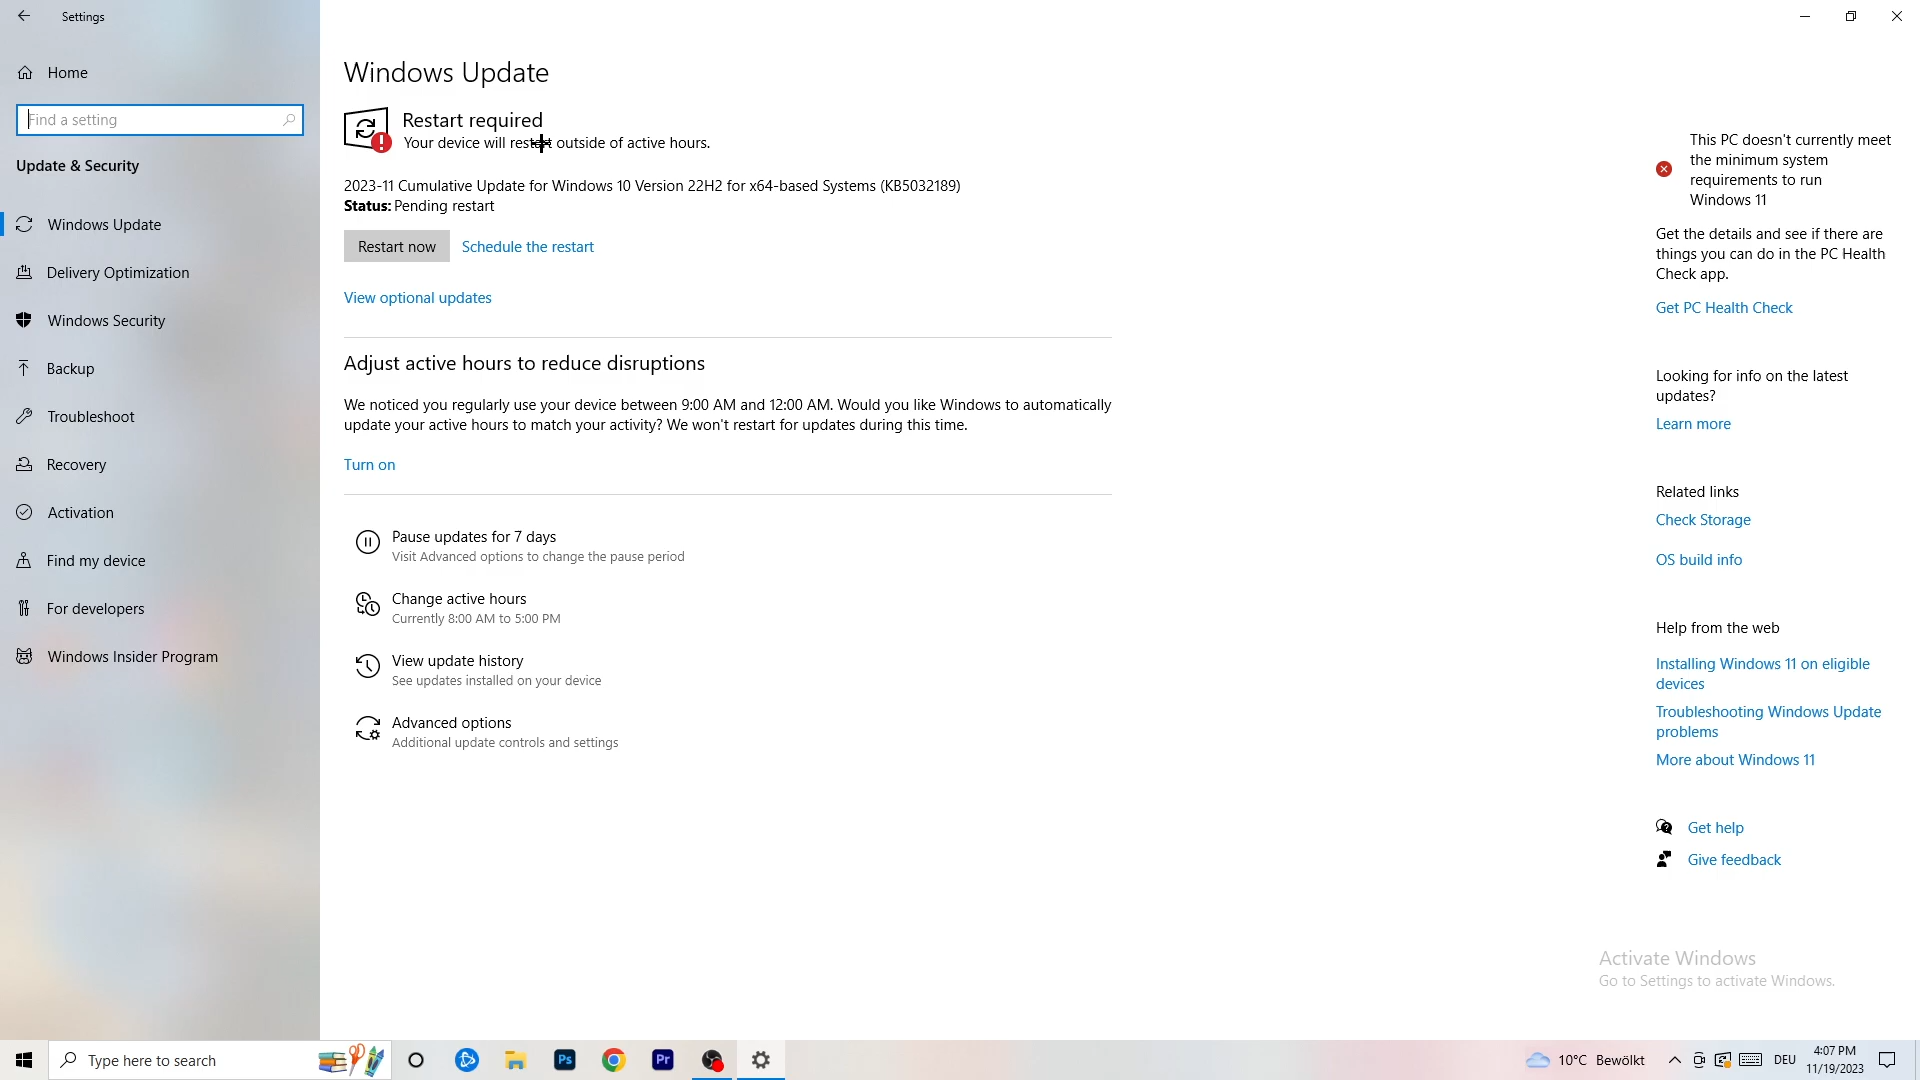 Settings
Home
Find a setting
Update & Security
Windows Update
Delivery Optimization
Windows Security
Backup
Troubleshoot
Recovery
Activation
Find my device
For developers
Windows Insider Program
Windows Update
Restart required
Your device will restart outside of active hours.
2023-11 Cumulative Update for Windows 10 Version 22H2 for x64-based Systems (KB5032189)
Status: Pending restart
Restart now
Schedule the restart
View optional updates
Adjust active hours to reduce disruptions
We noticed you regularly use your device between 9:00 AM and 12:00 AM. Would you like Windows to automatically
update your active hours to match your activity? We won't restart for updates during this time.
Turn on
Pause updates for 7 days
Visit Advanced options to change the pause period
Change active hours
Currently 8:00 AM to 5:00 PM
View update history
See updates installed on your device
Advanced options
Additional update controls and settings
This PC doesn't currently meet
the minimum system
requirements to run
Windows 11
Get the details and see if there are
things you can do in the PC Health
Check app.
Get PC Health Check
Looking for info on the latest
updates?
Learn more
Related links
Check Storage
OS build info
Help from the web
Installing Windows 11 on eligible
devices
Troubleshooting Windows Update
problems
More about Windows 11
Get help
Give feedback
Activate Windows
Go to Settings to activate Windows.
Type here to search
Ps
Pr
10°C Bewölkt
DEU
4:07 PM
11/19/2023